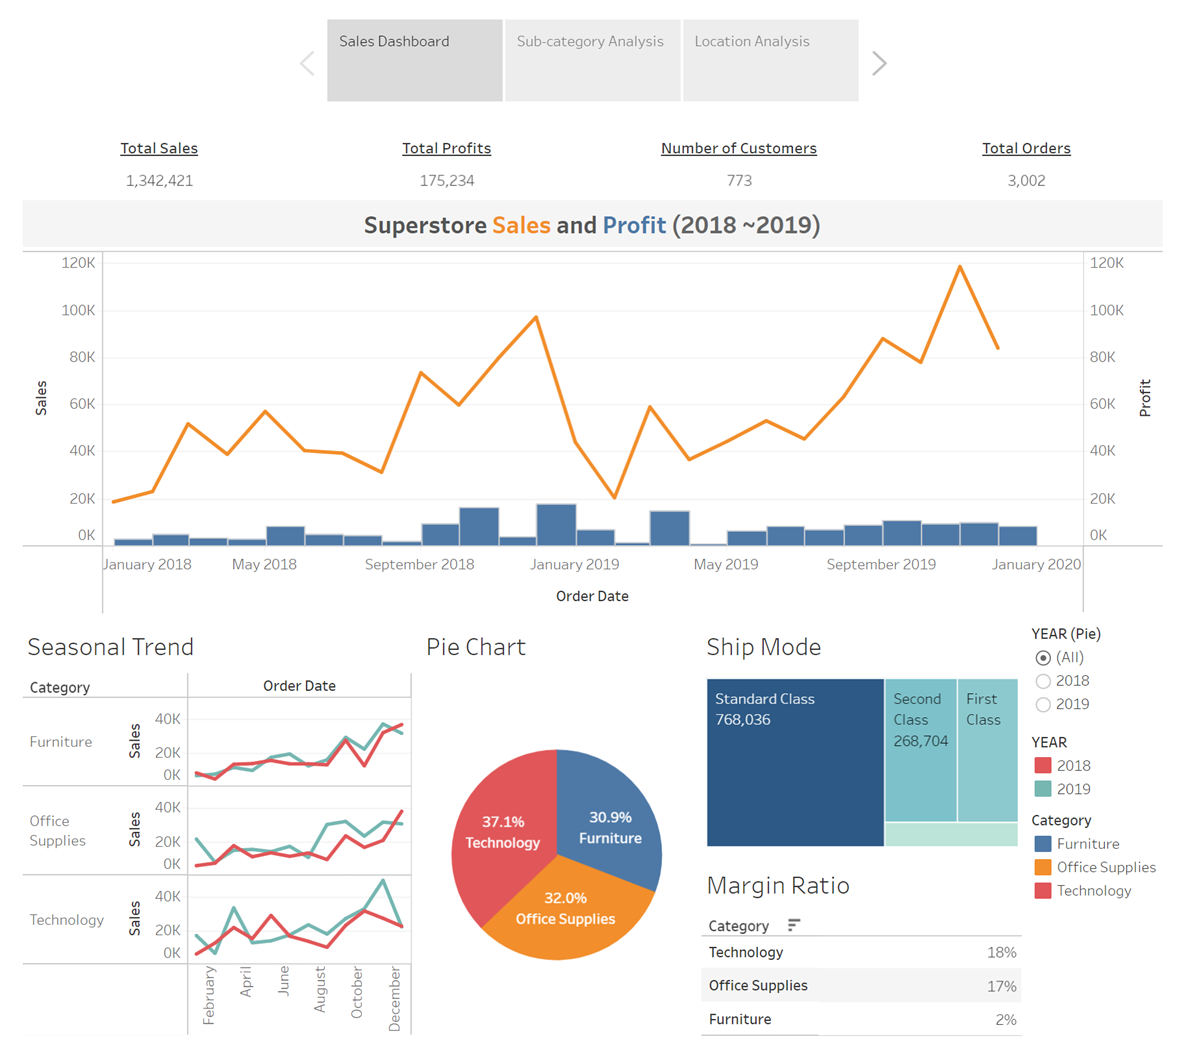 Sales Dashboard
Sub-category Analysis
Location Analysis
Total Sales
Total Profits
Number of Customers
Total Orders
1,342,421
175,234
773
3,002
Superstore Sales and Profit (2018 ~2019)
120K
100K
80K
60K
40K
20K
0K
Sales
120K
100K
80K
60K
40K
20K
0K
Profit
January 2018
May 2018
September 2018
January 2019
May 2019
September 2019
January 2020
Order Date
Seasonal Trend
Category
Order Date
Furniture
Sales
40K
20K
0K
Office
Supplies
Sales
40K
20K
0K
Technology
Sales
40K
20K
0K
February
April
June
August
October
December
Pie Chart
37.1%
Technology
30.9%
Furniture
32.0%
Office Supplies
Ship Mode
Standard Class
768,036
Second
Class
268,704
First
Class
Margin Ratio
Category
Technology 18%
Office Supplies 17%
Furniture 2%
YEAR (Pie)
(All)
2018
2019
YEAR
2018
2019
Category
Furniture
Office Supplies
Technology